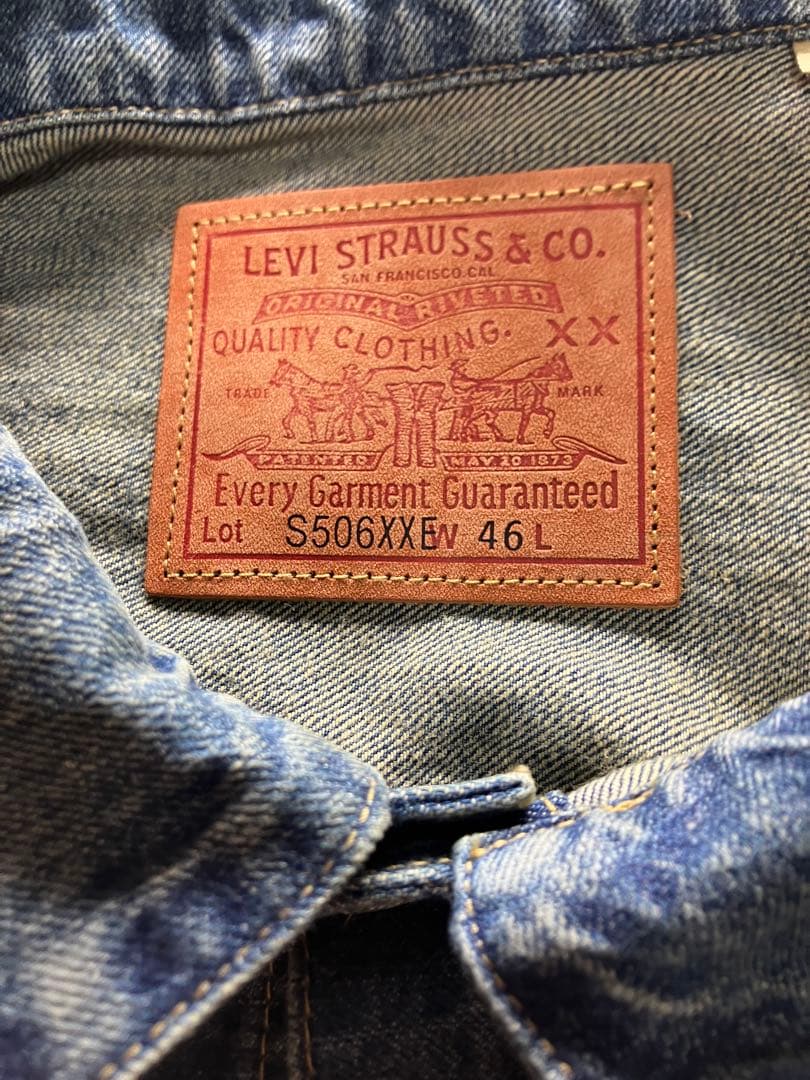 LEVI STRAUSS & CO.
SAN FRANCISCO, CAL
ORIGINAL RIVETED
QUALITY CLOTHING. XX
TRADE MARK
PATENTED MAY 20 1873
Every Garment Guaranteed
Lot S506XXE W 46 L